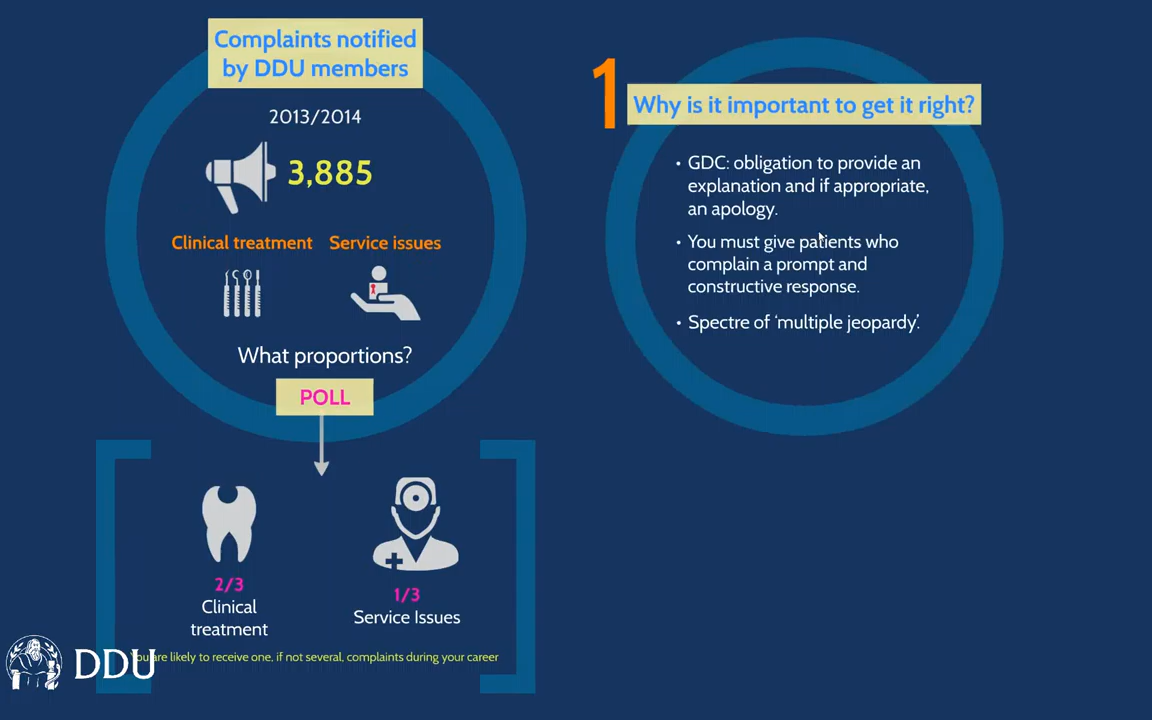 Complaints notified
by DDU members
2013/2014
3,885
Clinical treatment Service issues
What proportions?
POLL
2/3
Clinical
treatment
1/3
Service Issues
You are likely to receive one, if not several, complaints during your career
DDU
1
Why is it important to get it right?
• GDC: obligation to provide an
explanation and if appropriate,
an apology.
• You must give patients who
complain a prompt and
constructive response.
• Spectre of ‘multiple jeopardy’.